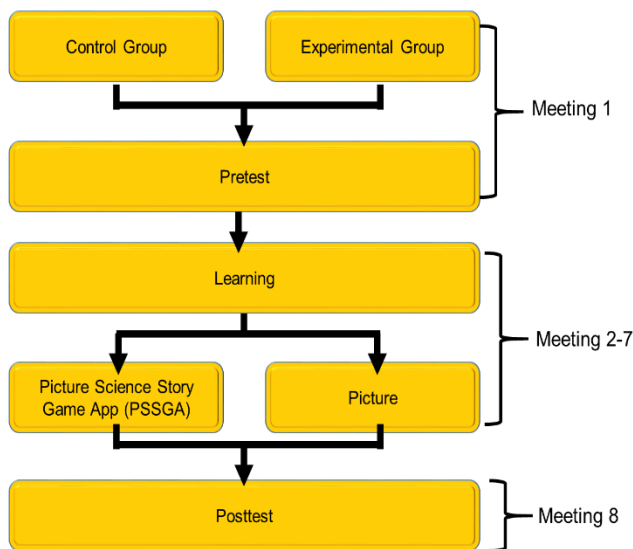 Control Group
Experimental Group
Meeting 1
Pretest
Learning
Meeting 2-7
Picture Science Story
Game App (PSSGA)
Picture
Posttest
Meeting 8